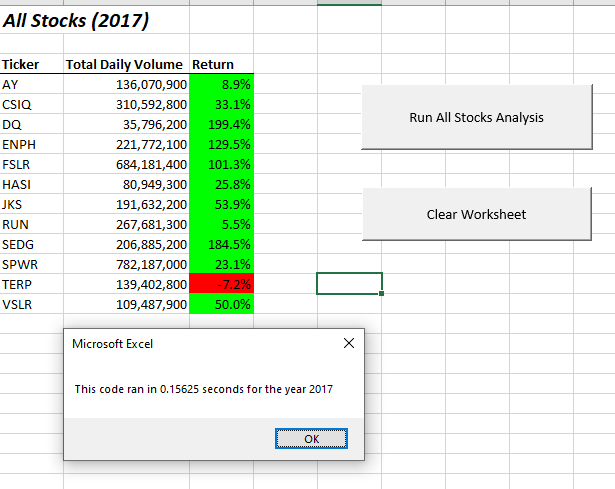 All Stocks (2017)
Ticker Total Daily Volume Return
AY 136,070,900 8.9%
CSIQ 310,592,800 33.1%
DQ 35,796,200 199.4%
ENPH 221,772,100 129.5%
FSLR 684,181,400 101.3%
HASI 80,949,300 25.8%
JKS 191,632,200 53.9%
RUN 267,681,300 5.5%
SEDG 206,885,200 184.5%
SPWR 782,187,000 23.1%
TERP 139,402,800 -7.2%
VSLR 109,487,900 50.0%
Run All Stocks Analysis
Clear Worksheet
Microsoft Excel
This code ran in 0.15625 seconds for the year 2017
OK